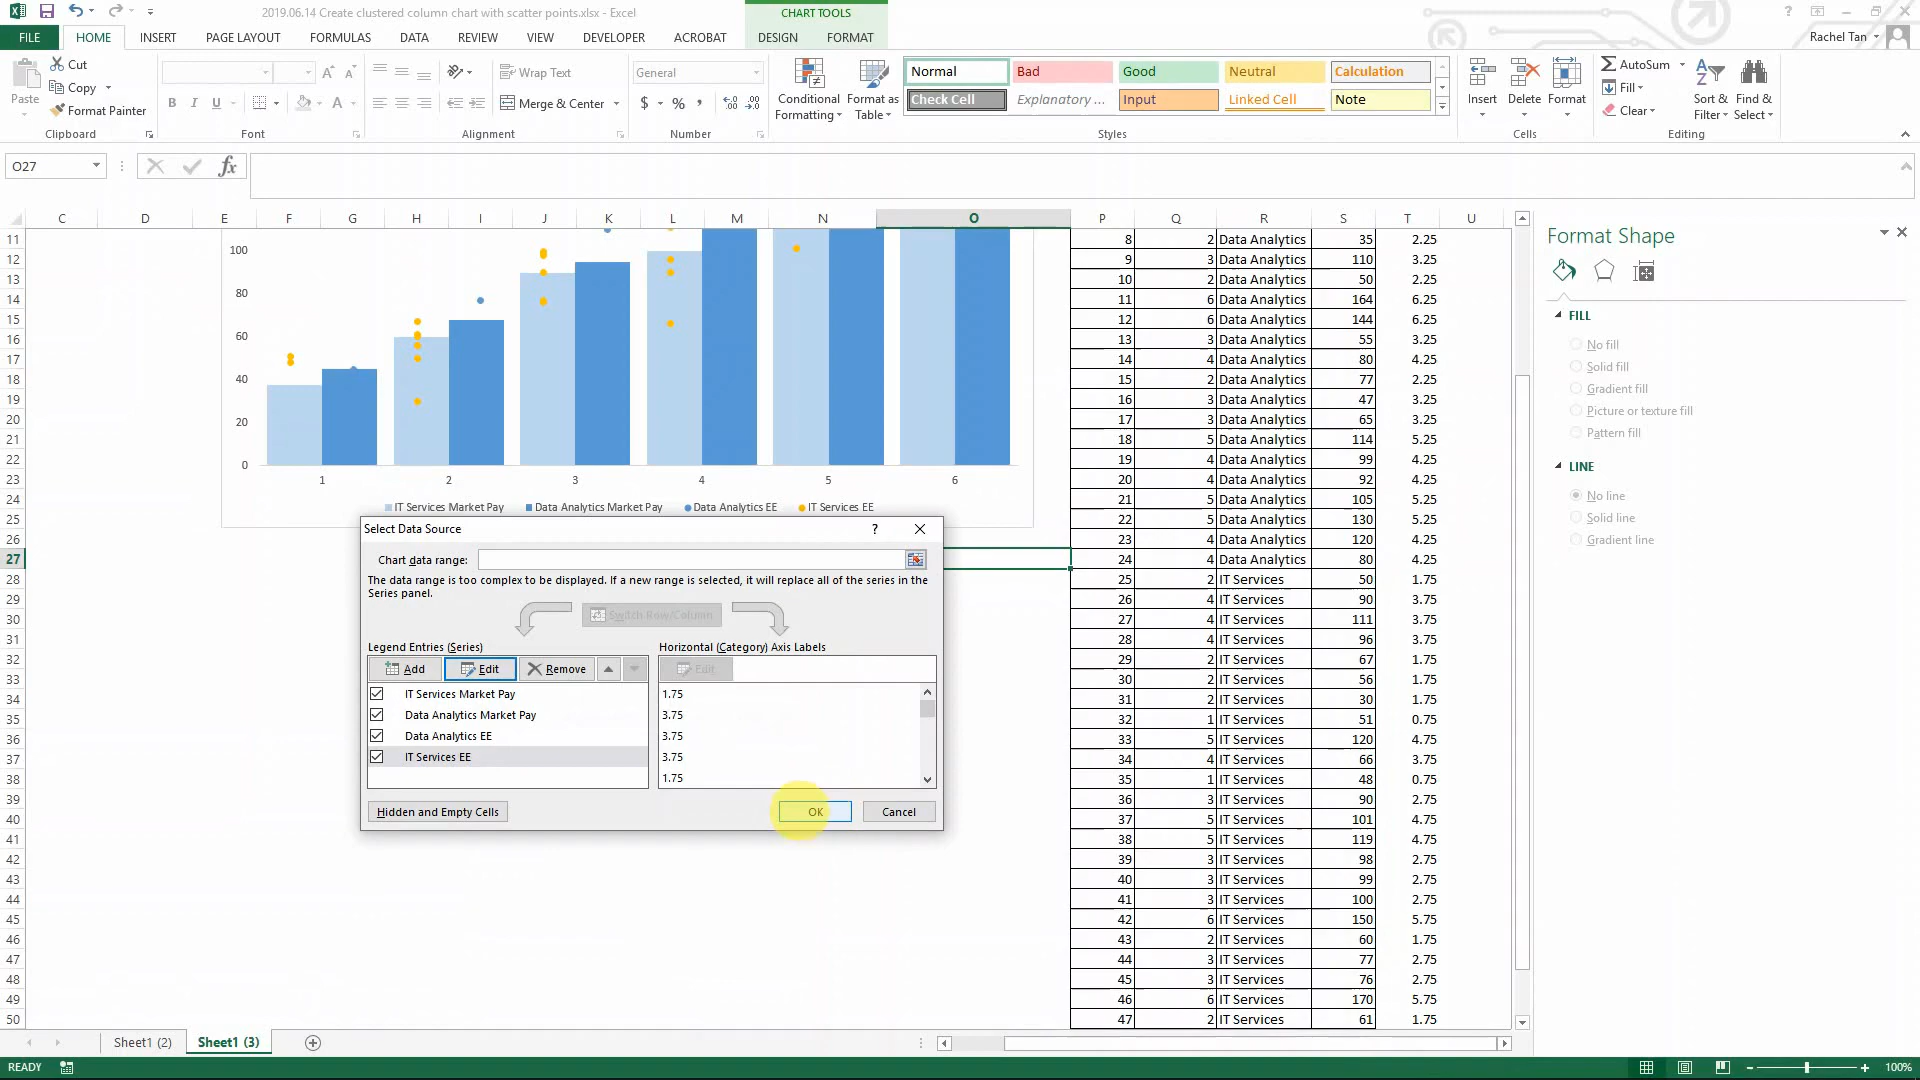 2019.06.14 Create clustered column chart with scatter points.xlsx - Excel
CHART TOOLS
FILE HOME INSERT PAGE LAYOUT FORMULAS DATA REVIEW VIEW DEVELOPER ACROBAT DESIGN FORMAT Rachel Tan
Paste
Cut
Copy
Format Painter
Clipboard
B I U A
Font
Wrap Text
Merge & Center
Alignment
General
$ % ,
Number
Conditional Formatting
Format as Table
Normal Bad Good Neutral Calculation
Check Cell Explanatory ... Input Linked Cell Note
Styles
Insert Delete Format
Cells
AutoSum
Fill
Clear
Sort & Filter
Find & Select
Editing
O27
fx
C D E F G H I J K L M N O P Q R S T U
11 8 2 Data Analytics 35 2.25
12 9 3 Data Analytics 110 3.25
13 10 2 Data Analytics 50 2.25
14 11 6 Data Analytics 164 6.25
15 12 6 Data Analytics 144 6.25
16 13 3 Data Analytics 55 3.25
17 14 4 Data Analytics 80 4.25
18 15 2 Data Analytics 77 2.25
19 16 3 Data Analytics 47 3.25
20 17 3 Data Analytics 65 3.25
21 18 5 Data Analytics 114 5.25
22 19 4 Data Analytics 99 4.25
23 20 4 Data Analytics 92 4.25
24 21 5 Data Analytics 105 5.25
25 22 5 Data Analytics 130 5.25
26 23 4 Data Analytics 120 4.25
27 24 4 Data Analytics 80 4.25
28 25 2 IT Services 50 1.75
29 26 4 IT Services 90 3.75
30 27 4 IT Services 111 3.75
31 28 4 IT Services 96 3.75
32 29 2 IT Services 67 1.75
33 30 2 IT Services 56 1.75
34 31 2 IT Services 30 1.75
35 32 1 IT Services 51 0.75
36 33 5 IT Services 120 4.75
37 34 4 IT Services 66 3.75
38 35 1 IT Services 48 0.75
39 36 3 IT Services 90 2.75
40 37 5 IT Services 101 4.75
41 38 5 IT Services 119 4.75
42 39 3 IT Services 98 2.75
43 40 3 IT Services 99 2.75
44 41 3 IT Services 100 2.75
45 42 6 IT Services 150 5.75
46 43 2 IT Services 60 1.75
47 44 3 IT Services 77 2.75
48 45 3 IT Services 76 2.75
49 46 6 IT Services 170 5.75
50 47 2 IT Services 61 1.75
100
80
60
40
20
0
1 2 3 4 5 6
IT Services Market Pay Data Analytics Market Pay Data Analytics EE IT Services EE
Select Data Source ?
Chart data range:
The data range is too complex to be displayed. If a new range is selected, it will replace all of the series in the
Series panel.
Switch Row/Column
Legend Entries (Series)
Add Edit Remove
IT Services Market Pay
Data Analytics Market Pay
Data Analytics EE
IT Services EE
Horizontal (Category) Axis Labels
Edit
1.75
3.75
3.75
3.75
1.75
Hidden and Empty Cells OK Cancel
Format Shape
FILL
No fill
Solid fill
Gradient fill
Picture or texture fill
Pattern fill
LINE
No line
Solid line
Gradient line
Sheet1 (2) Sheet1 (3)
READY 100%